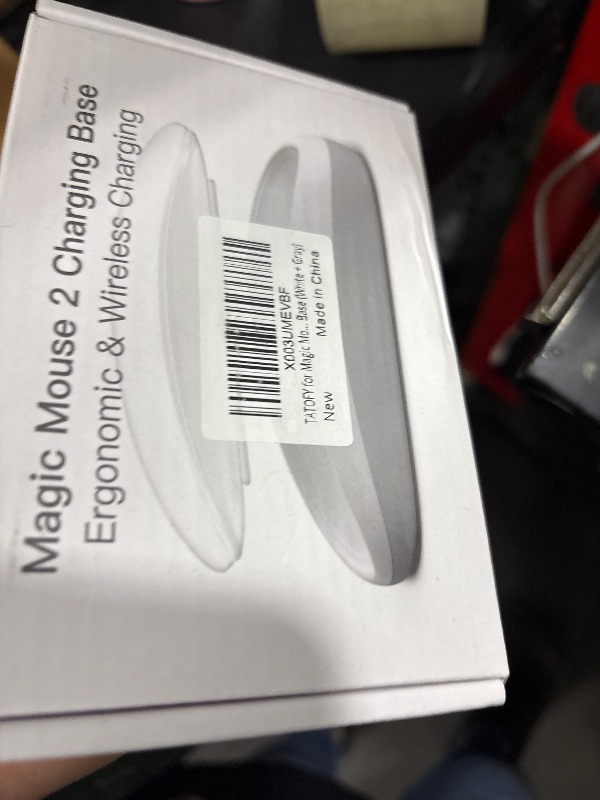 Magic Mouse 2 Charging Base
Ergonomic & Wireless Charging
X003UMEVBF
TATOFY for Magic Mo... Base (White + Gray)
New
Made in China